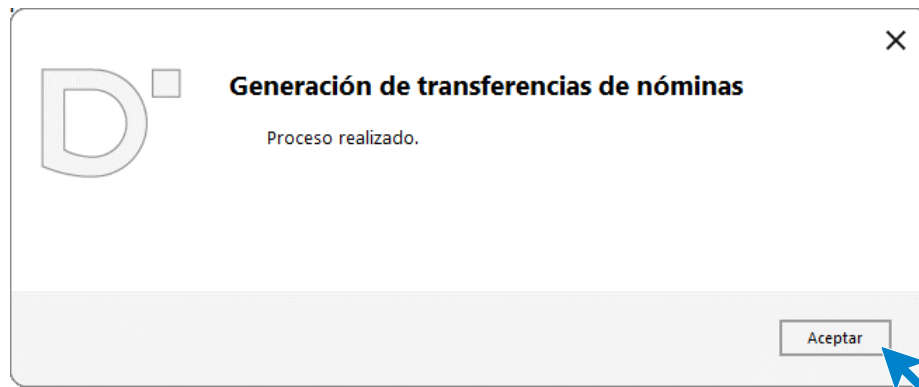 Generación de transferencias de nóminas
Proceso realizado.
Aceptar